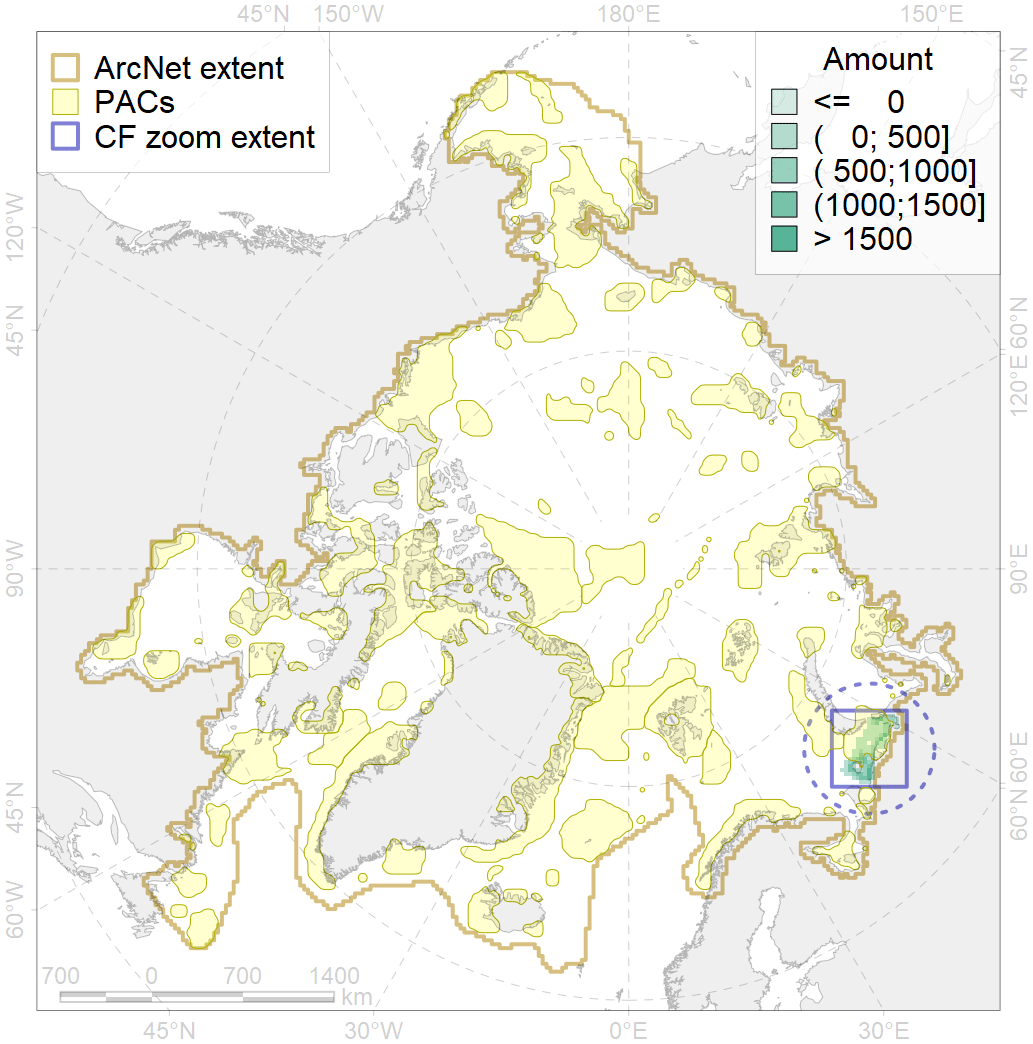 45°N 150°W 180°E 150°E
ArcNet extent
PACs
CF zoom extent
Amount
<= 0
( 0; 500]
( 500;1000]
(1000;1500]
> 1500
45°N
120°W
60°N
45°N
120°E
90°W
90°E
60°E
45°N
60°N
60°W
700 0 700 1400
km
45°N 30°W 0°E 30°E